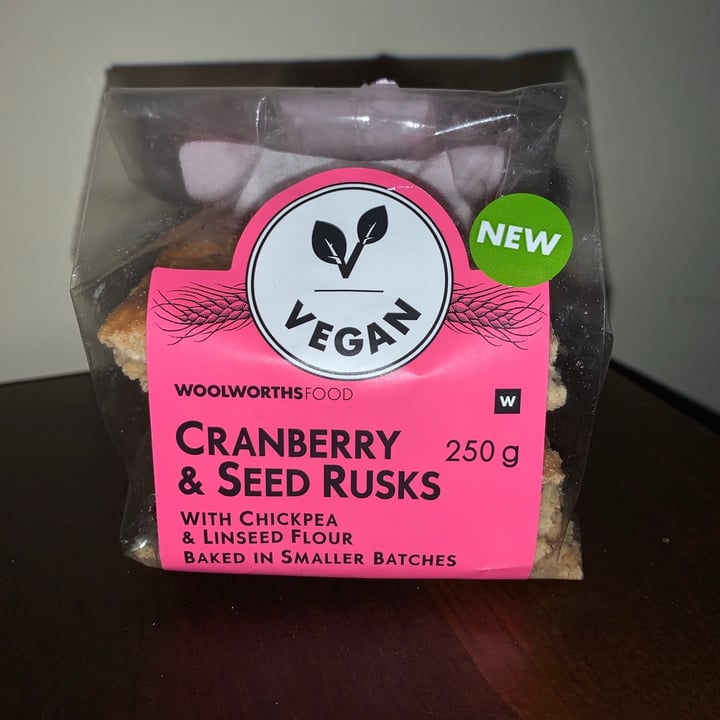 VEGAN
NEW
WOOLWORTHSFOOD
W
CRANBERRY
& SEED RUSKS
250 g
WITH CHICKPEA
& LINSEED FLOUR
BAKED IN SMALLER BATCHES